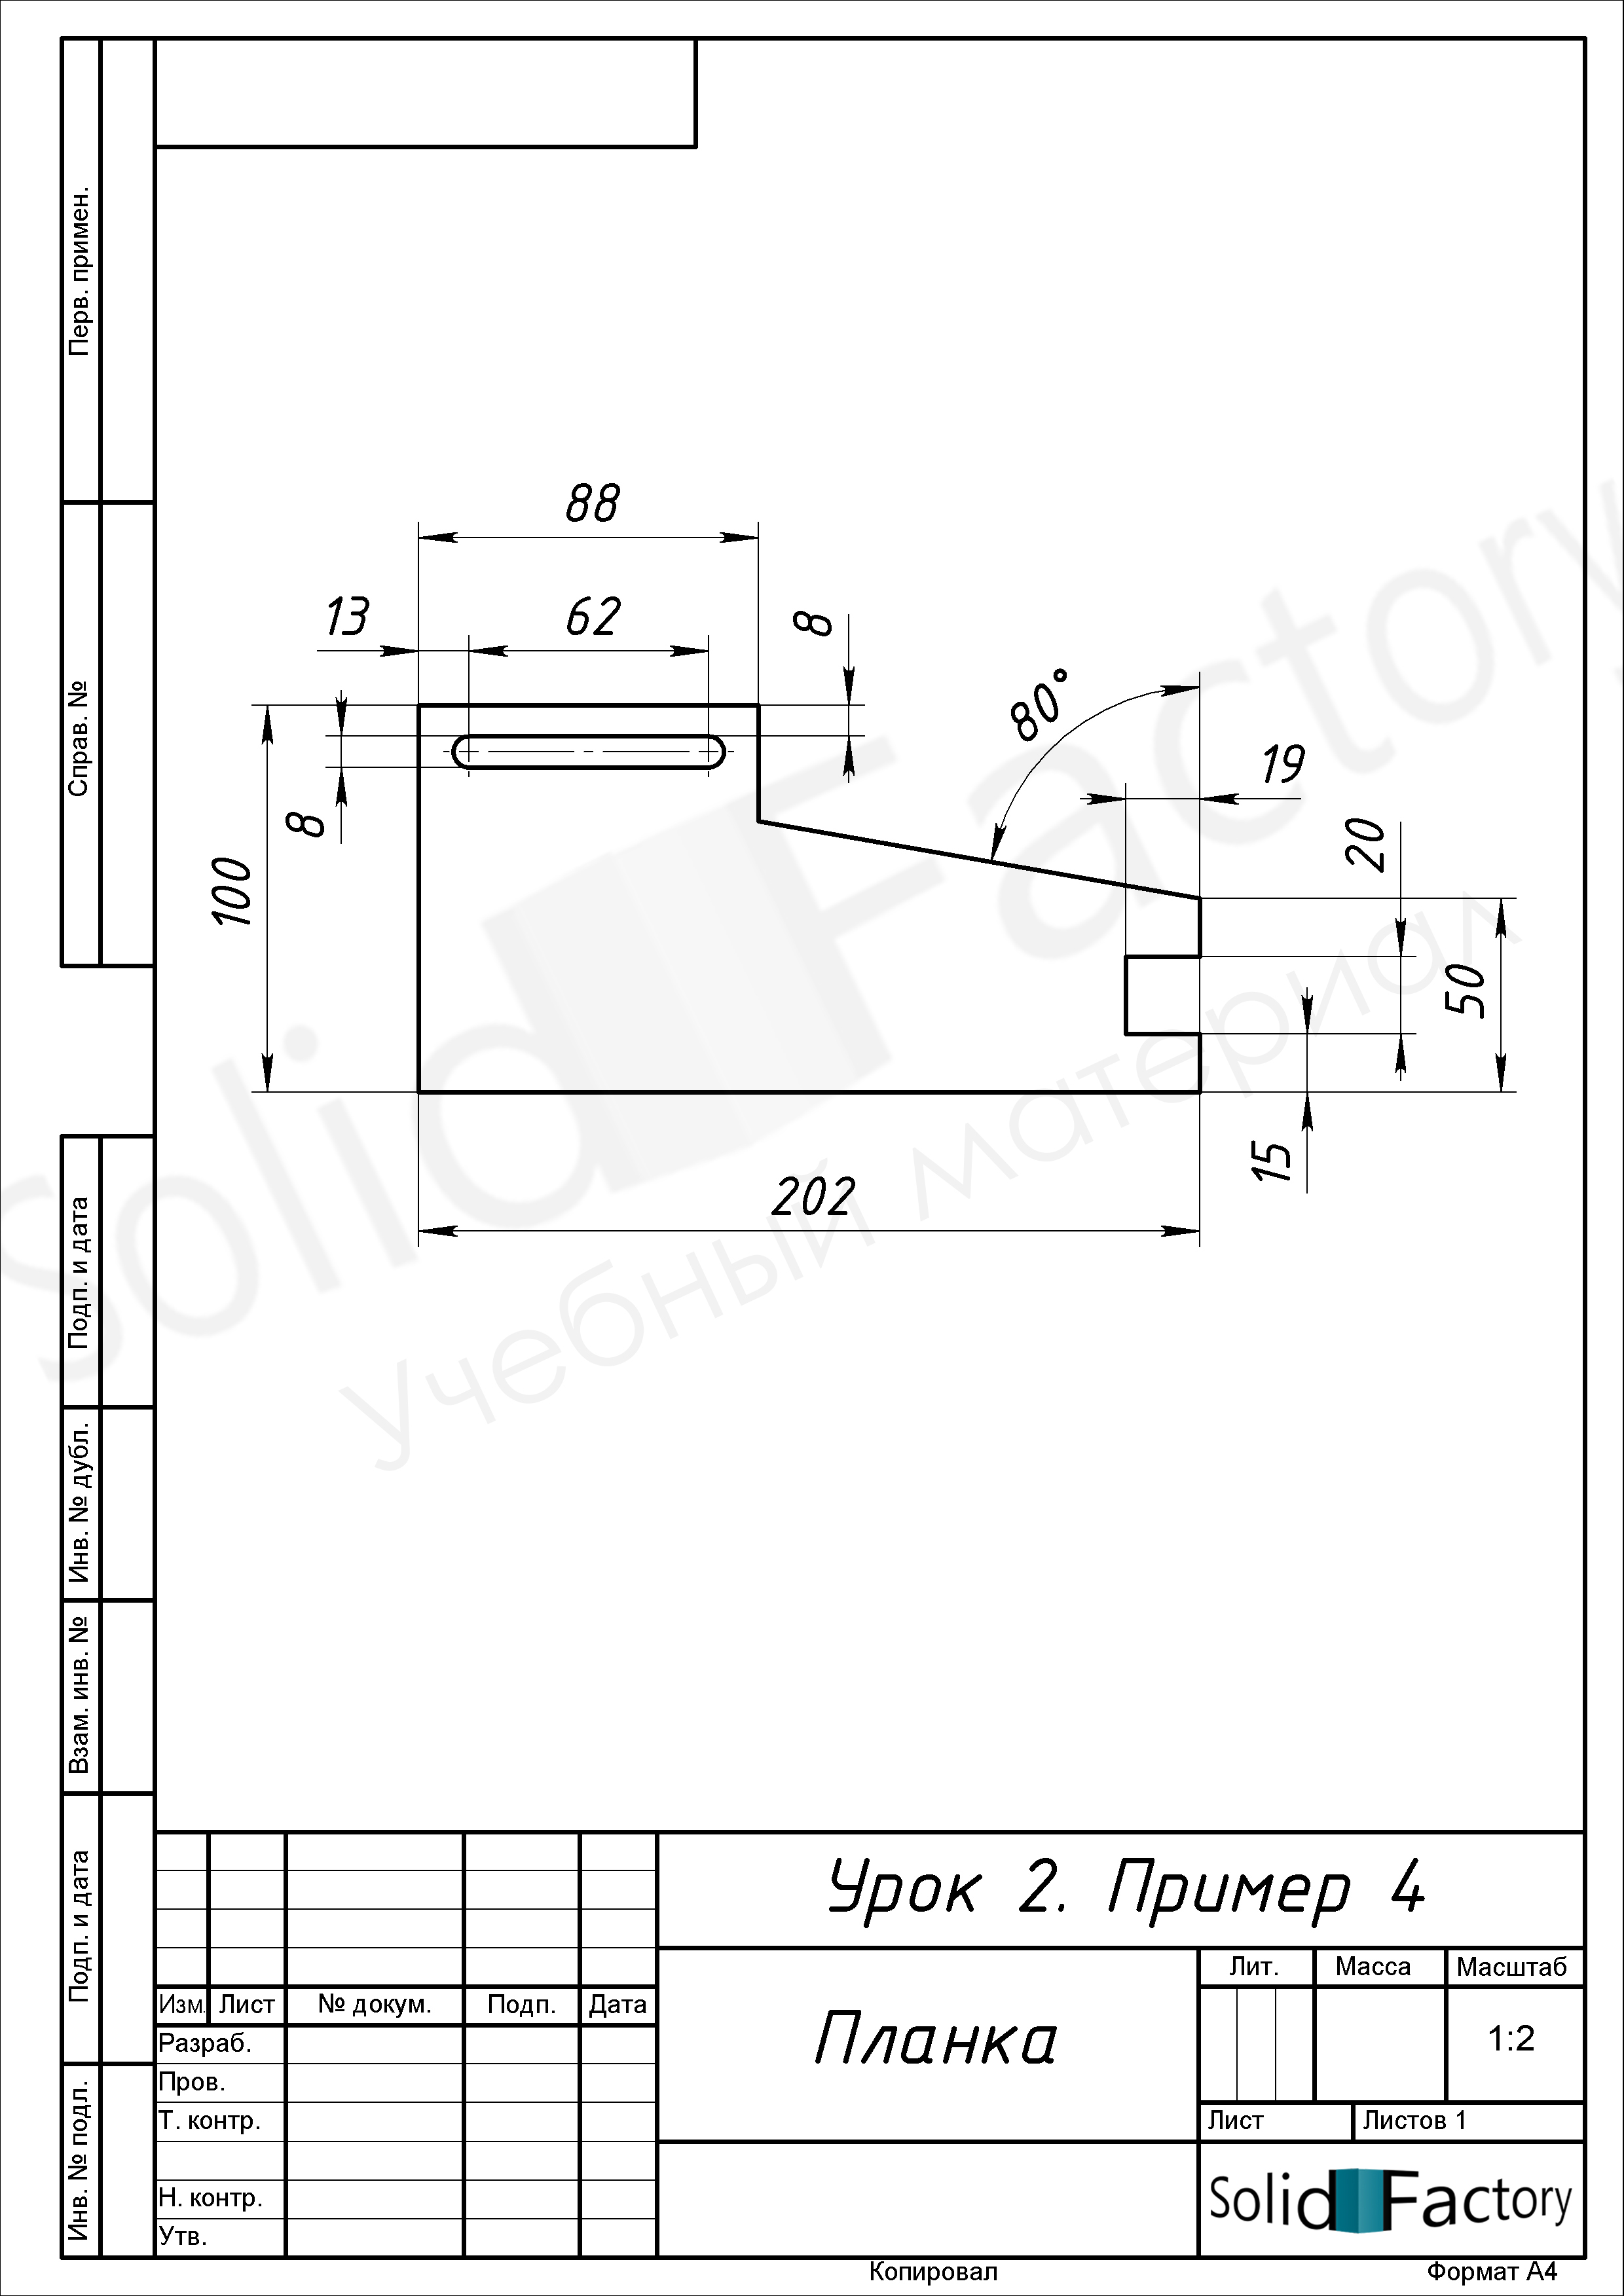 Перв. примен.
Справ. №
Подп. и дата
Инв. № дубл.
Взам. инв. №
Подп. и дата
Инв. № подл.
88
13
62
8
80°
8
19
100
20
50
15
202
Solid Factory
Учебный материал
Урок 2. Пример 4
Лит.
Масса
Масштаб
Изм.
Лист
№ докум.
Подп.
Дата
Разраб.
Пров.
Т. контр.
Н. контр.
Утв.
Планка
1:2
Лист
Листов 1
Solid Factory
Копировал
Формат А4